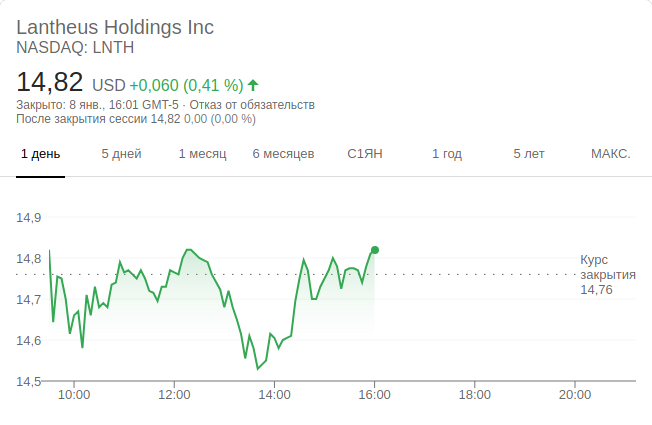 Lantheus Holdings Inc
NASDAQ: LNTH
14,82 USD +0,060 (0,41 %)
Закрыто: 8 янв., 16:01 GMT-5 · Отказ от обязательств
После закрытия сессии 14,82 0,00 (0,00 %)
1 день 5 дней 1 месяц 6 месяцев С1ЯН 1 год 5 лет МАКС.
14,9
14,8
14,7
14,6
14,5
Курс
закрытия
14,76
10:00 12:00 14:00 16:00 18:00 20:00